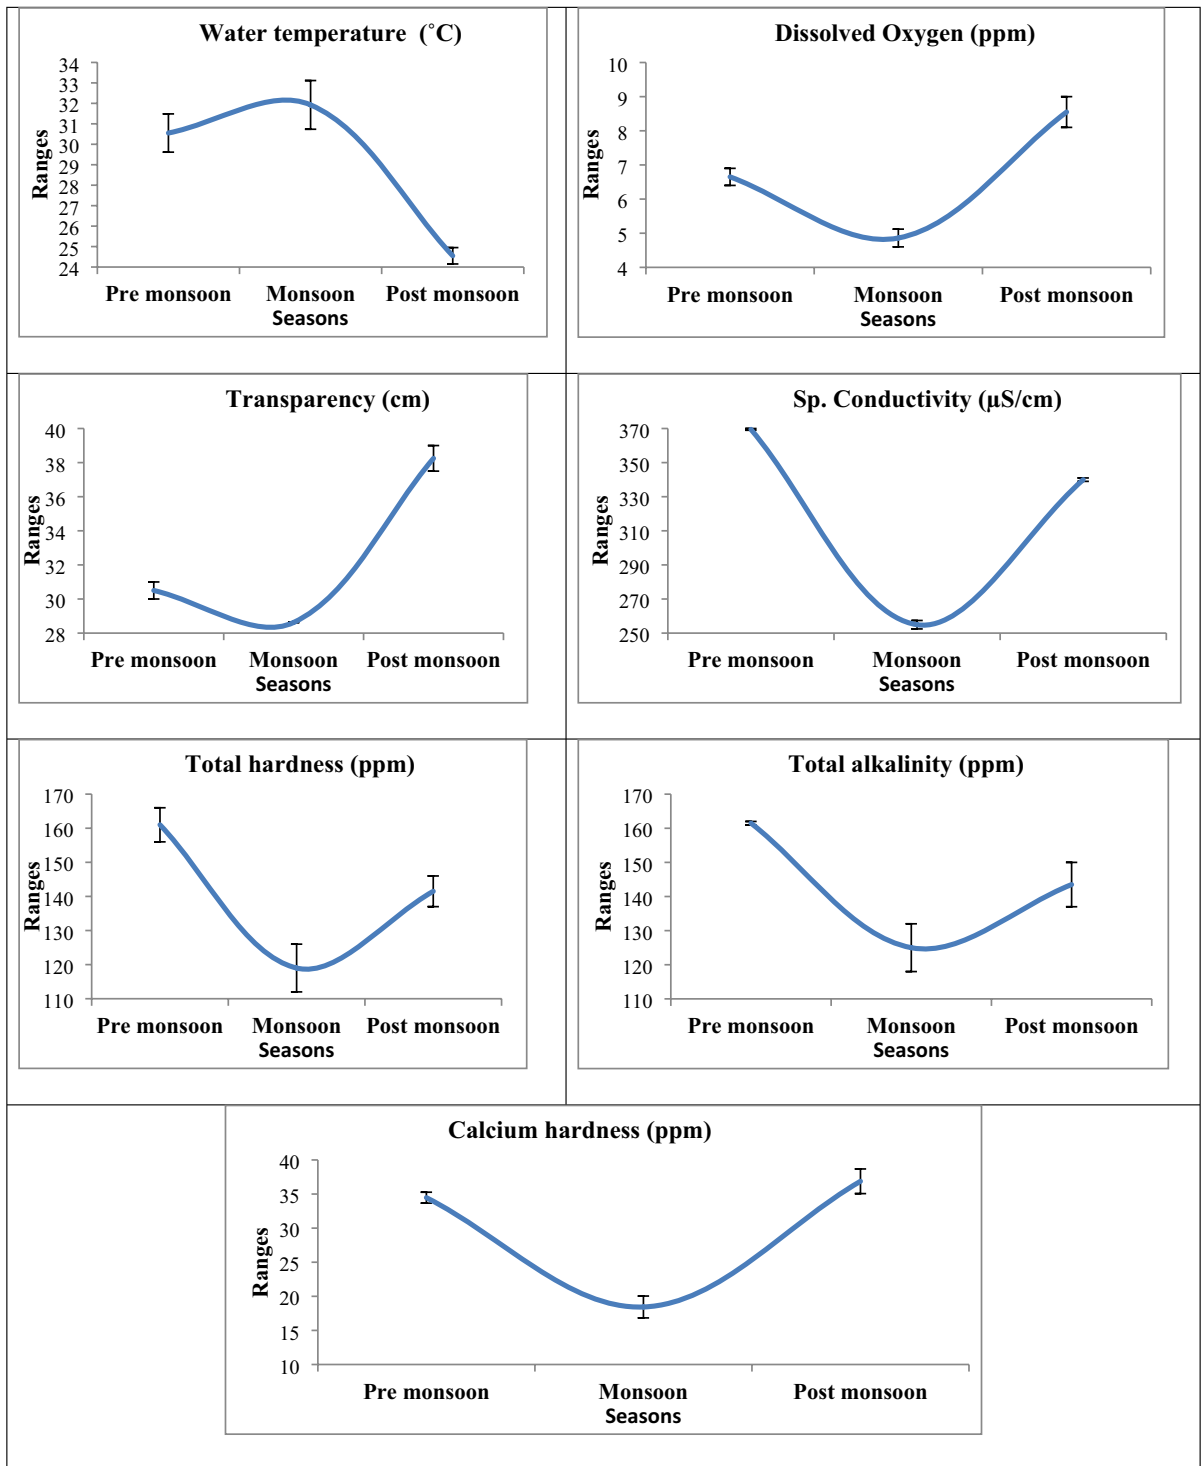 Water temperature (˚C)
34
33
32
31
30
29
28
27
26
25
24
Ranges
Pre monsoon Monsoon Post monsoon
Seasons
Dissolved Oxygen (ppm)
10
9
8
7
6
5
4
Ranges
Pre monsoon Monsoon Post monsoon
Seasons
Transparency (cm)
40
38
36
34
32
30
28
Ranges
Pre monsoon Monsoon Post monsoon
Seasons
Sp. Conductivity (µS/cm)
370
350
330
310
290
270
250
Ranges
Pre monsoon Monsoon Post monsoon
Seasons
Total hardness (ppm)
170
160
150
140
130
120
110
Ranges
Pre monsoon Monsoon Post monsoon
Seasons
Total alkalinity (ppm)
170
160
150
140
130
120
110
Ranges
Pre monsoon Monsoon Post monsoon
Seasons
Calcium hardness (ppm)
40
35
30
25
20
15
10
Ranges
Pre monsoon Monsoon Post monsoon
Seasons